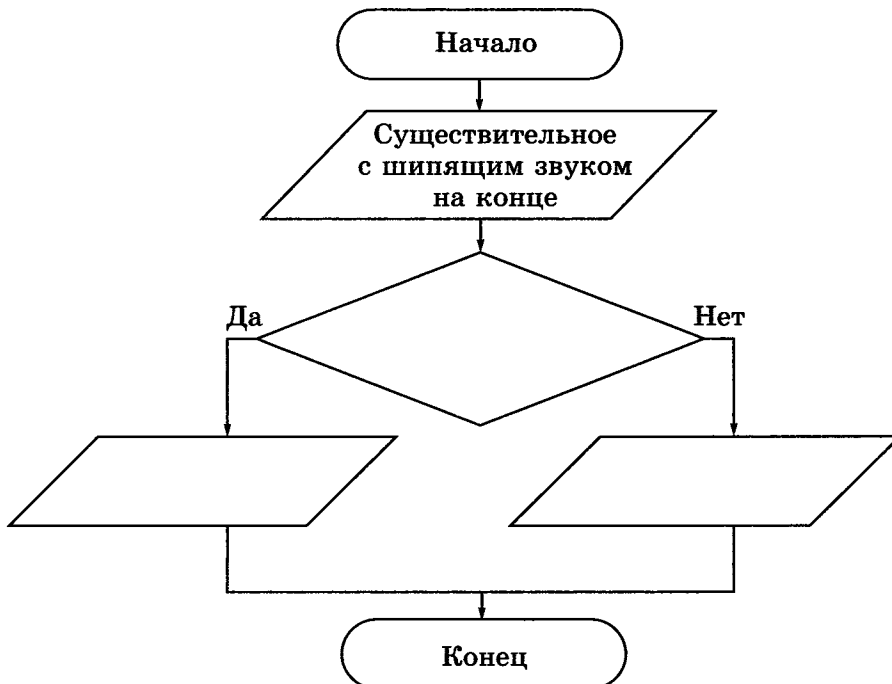 Начало
Существительное
с шипящим звуком
на конце
Да
Нет
Конец